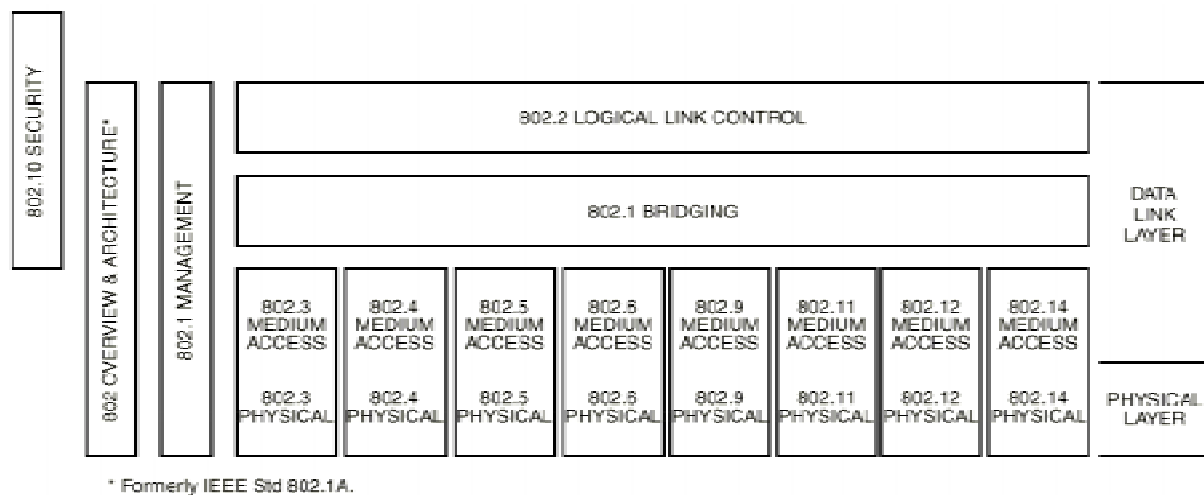 802.10 SECURITY
802 OVERVIEW & ARCHITECTURE*
802.1 MANAGEMENT
802.2 LOGICAL LINK CONTROL
802.1 BRIDGING
DATA
LINK
LAYER
802.3
MEDIUM
ACCESS
802.4
MEDIUM
ACCESS
802.5
MEDIUM
ACCESS
802.6
MEDIUM
ACCESS
802.9
MEDIUM
ACCESS
802.11
MEDIUM
ACCESS
802.12
MEDIUM
ACCESS
802.14
MEDIUM
ACCESS
802.3
PHYSICAL
802.4
PHYSICAL
802.5
PHYSICAL
802.6
PHYSICAL
802.9
PHYSICAL
802.11
PHYSICAL
802.12
PHYSICAL
802.14
PHYSICAL
PHYSICAL
LAYER
* Formerly IEEE Std 802.1A.